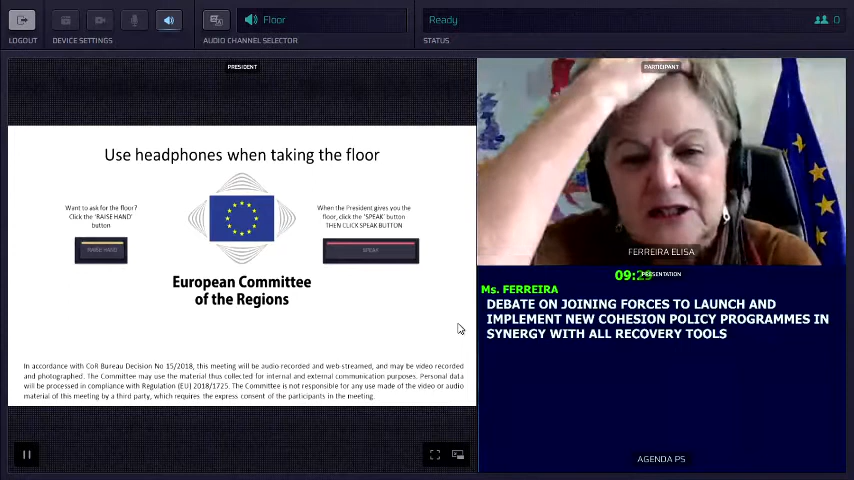 LOGOUT
DEVICE SETTINGS
Floor
AUDIO CHANNEL SELECTOR
Ready
0
STATUS
PRESIDENT
Use headphones when taking the floor
Want to ask for the floor?
Click the 'RAISE HAND'
button
RAISE HAND
When the President gives you the
floor, click the 'SPEAK' button
THEN CLICK SPEAK BUTTON
SPEAK
European Committee
of the Regions
In accordance with CoR Bureau Decision No 15/2018, this meeting will be audio recorded and web-streamed, and may be video recorded
and photographed. The Committee may use the material thus collected for internal and external communication purposes. Personal data
will be processed in compliance with Regulation (EU) 2018/1725. The Committee is not responsible for any use made of the video or audio
material of this meeting by a third party, which requires the express consent of the participants in the meeting.
PARTICIPANT
FERREIRA ELISA
PRESENTATION
Ms. FERREIRA
DEBATE ON JOINING FORCES TO LAUNCH AND
IMPLEMENT NEW COHESION POLICY PROGRAMMES IN
SYNERGY WITH ALL RECOVERY TOOLS
AGENDA PS